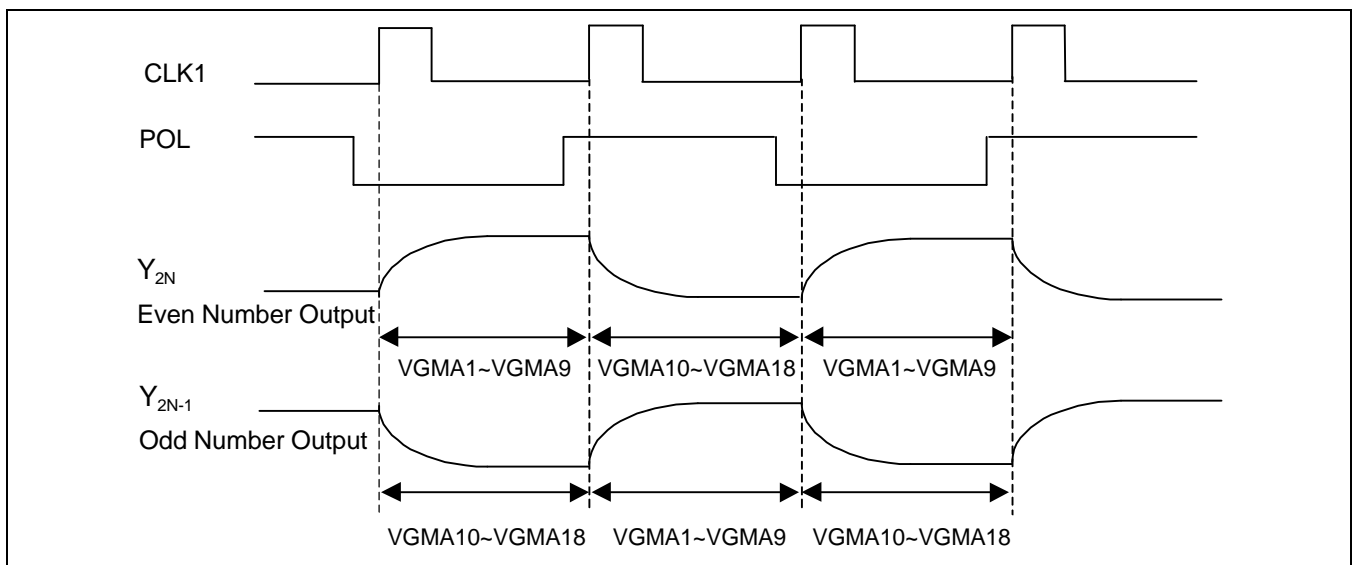 CLK1
POL
Y2N
Even Number Output
VGMA1~VGMA9 VGMA10~VGMA18 VGMA1~VGMA9
Y2N-1
Odd Number Output
VGMA10~VGMA18 VGMA1~VGMA9 VGMA10~VGMA18